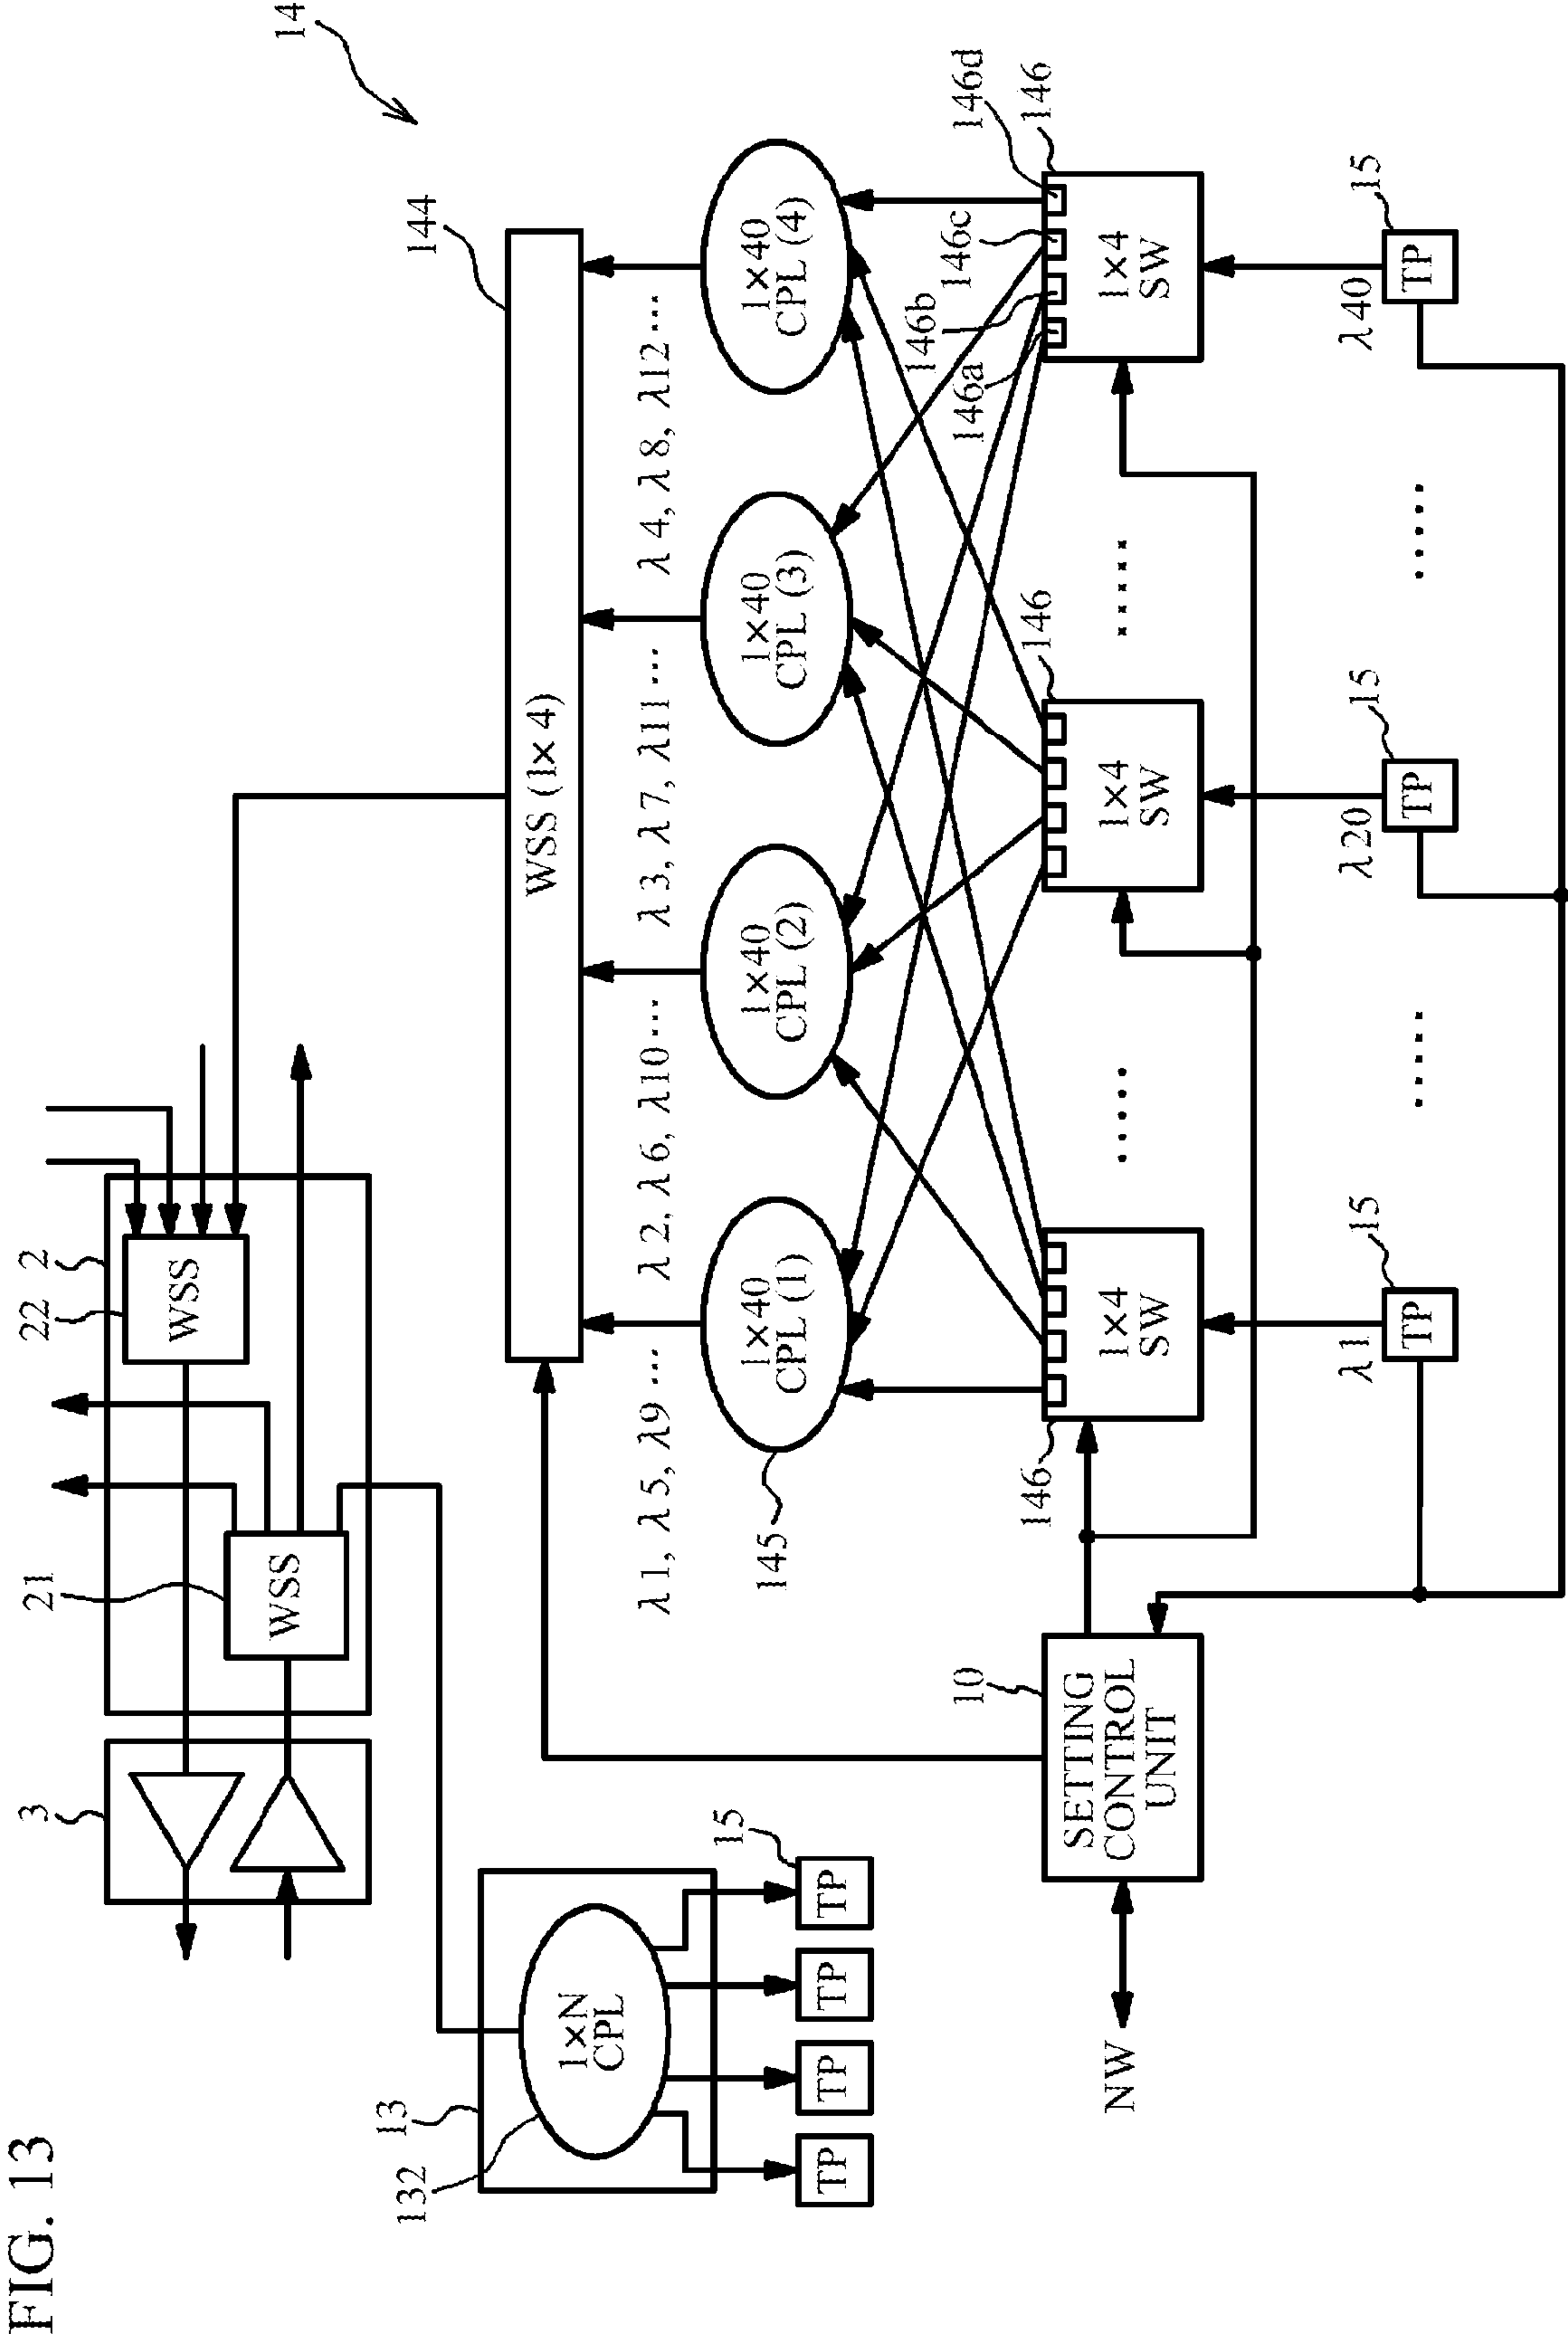 FIG. 13
14
3
21
22
2
WSS
WSS
144
WSS (1×4)
13
132
1×N
CPL
15
TP
TP
TP
TP
λ1, λ5, λ9 ···
λ2, λ6, λ10 ···
λ3, λ7, λ11 ···
λ4, λ8, λ12 ···
145
1×40
CPL (1)
1×40
CPL (2)
1×40
CPL (3)
1×40
CPL (4)
146a
146b
146c
146d
146
146
146
1×4
SW
·····
1×4
SW
·····
1×4
SW
10
SETTING
CONTROL
UNIT
NW
λ1
15
TP
·····
λ20
15
TP
·····
λ40
15
TP